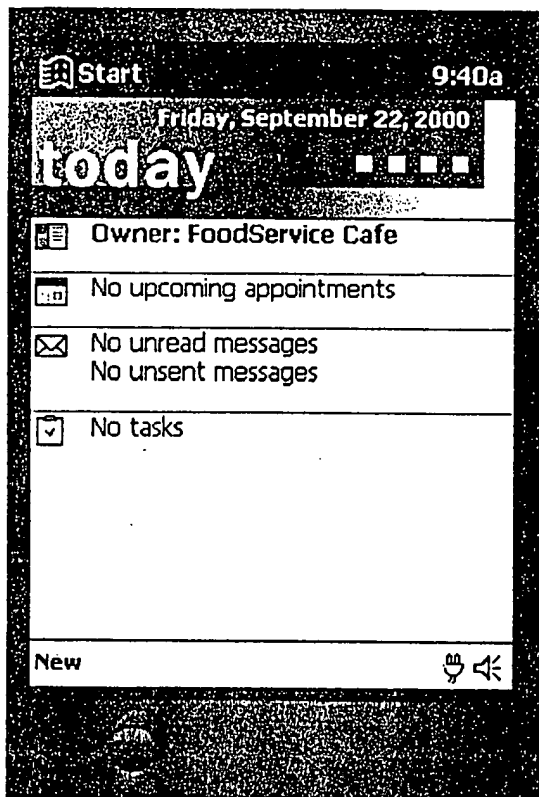 Start 9:40a
Friday, September 22, 2000
today
Owner: FoodService Cafe
No upcoming appointments
No unread messages
No unsent messages
No tasks
New